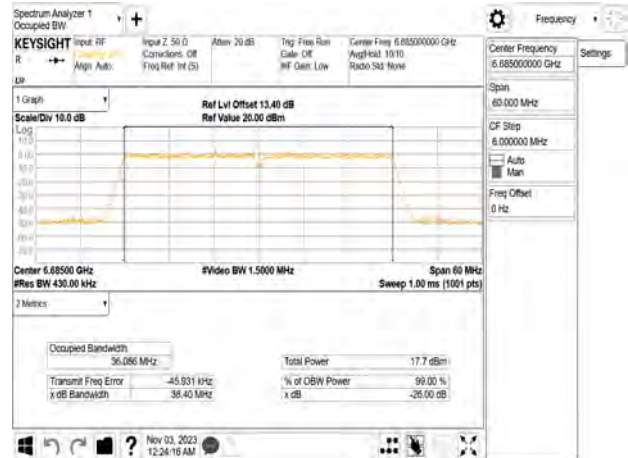 Spectrum Analyzer 1
Occupied BW
Frequency
KEYSIGHT Input: RF
R
Align: Auto
Input Z: 50 Ω
Corrections: Off
Freq Ref: Int (S)
Atten: 20 dB
Trig: Free Run
Gate: Off
#IF Gain: Low
Center Freq: 6.685000000 GHz
Avg|Hold: 10/10
Radio Std: None
Center Frequency
6.685000000 GHz
Settings
Span
60.000 MHz
CF Step
6.000000 MHz
Auto
Man
Freq Offset
0 Hz
1 Graph
Scale/Div 10.0 dB
Ref Lvl Offset 13.40 dB
Ref Value 20.00 dBm
Log
10.0
0.00
Center 6.68500 GHz
#Res BW 430.00 kHz
#Video BW 1.5000 MHz
Span 60 MHz
Sweep 1.00 ms (1001 pts)
2 Metrics
Occupied Bandwidth
36.086 MHz
Total Power 17.7 dBm
Transmit Freq Error -45.931 kHz
% of OBW Power 99.00 %
x dB Bandwidth 38.40 MHz
x dB -26.00 dB
?
Nov 03, 2023
12:24:16 AM